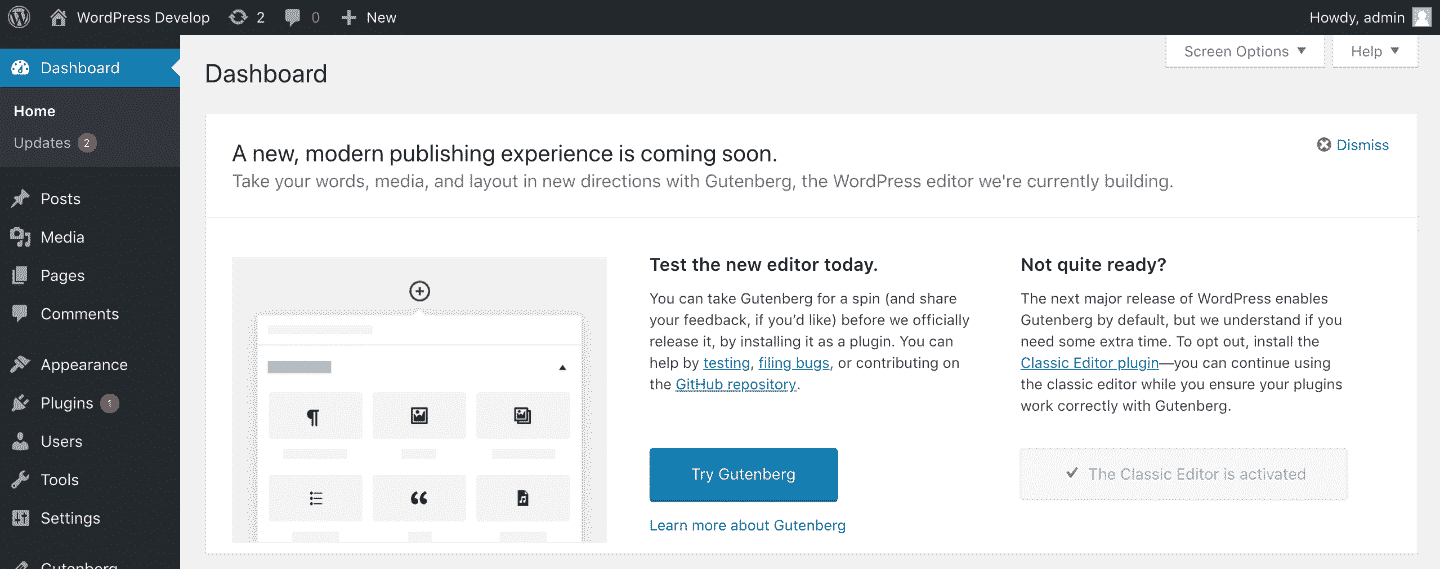 WordPress Develop 2 0 New Howdy, admin
Screen Options Help
Dashboard
Home
Updates 2
Posts
Media
Pages
Comments
Appearance
Plugins 1
Users
Tools
Settings
Gutenberg
Dashboard
A new, modern publishing experience is coming soon.
Dismiss
Take your words, media, and layout in new directions with Gutenberg, the WordPress editor we're currently building.
Test the new editor today.
You can take Gutenberg for a spin (and share
your feedback, if you'd like) before we officially
release it, by installing it as a plugin. You can
help by testing, filing bugs, or contributing on
the GitHub repository.
Try Gutenberg
Learn more about Gutenberg
Not quite ready?
The next major release of WordPress enables
Gutenberg by default, but we understand if you
need some extra time. To opt out, install the
Classic Editor plugin—you can continue using
the classic editor while you ensure your plugins
work correctly with Gutenberg.
The Classic Editor is activated